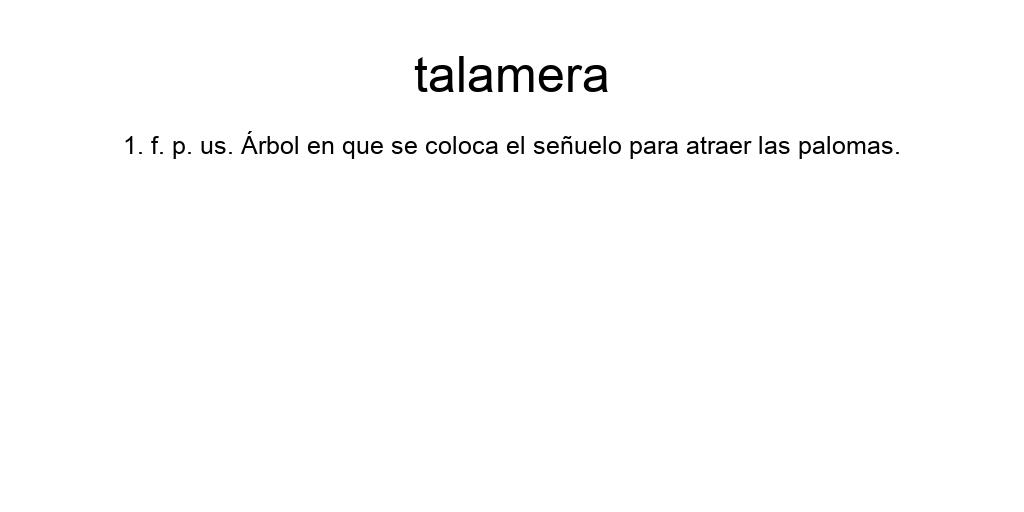 talamera
1. f. p. us. Árbol en que se coloca el señuelo para atraer las palomas.